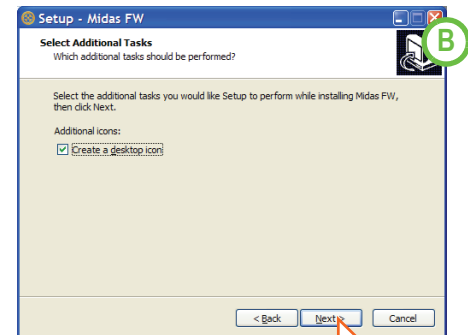 Setup - Midas FW
B
Select Additional Tasks
Which additional tasks should be performed?
Select the additional tasks you would like Setup to perform while installing Midas FW,
then click Next.
Additional icons:
Create a desktop icon
< Back Next > Cancel